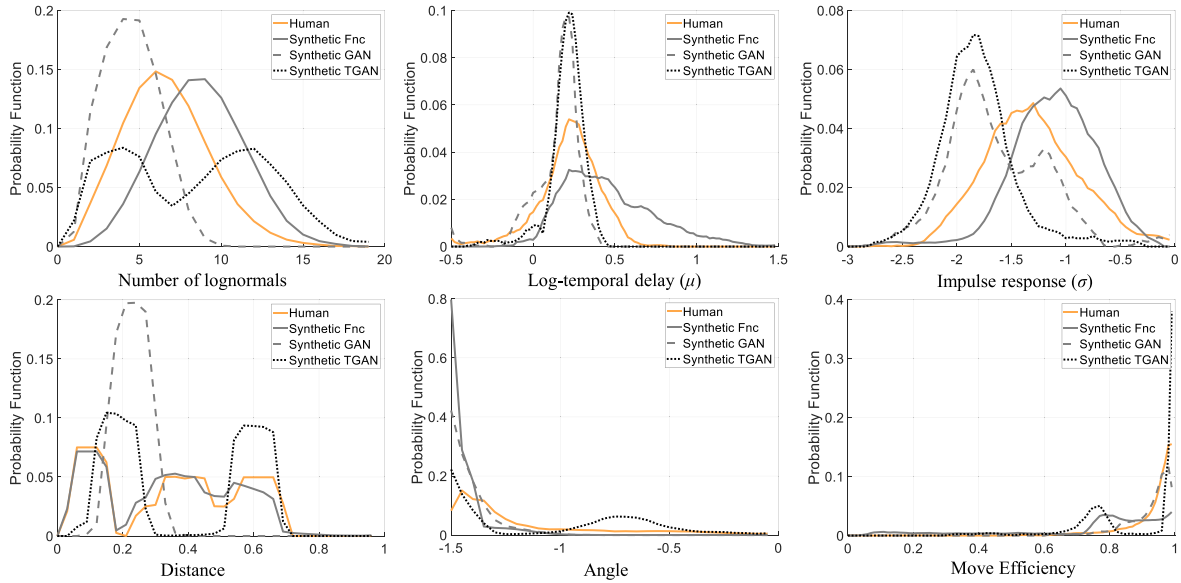 Probability Function
0.2
0.15
0.1
0.05
0
0 5 10 15 20
Number of lognormals
Human
Synthetic Fnc
Synthetic GAN
Synthetic TGAN
Probability Function
0.1
0.08
0.06
0.04
0.02
0
-0.5 0 0.5 1 1.5
Log-temporal delay (μ)
Human
Synthetic Fnc
Synthetic GAN
Synthetic TGAN
Probability Function
0.08
0.06
0.04
0.02
0
-3 -2.5 -2 -1.5 -1 -0.5 0
Impulse response (σ)
Human
Synthetic Fnc
Synthetic GAN
Synthetic TGAN
Probability Function
0.2
0.15
0.1
0.05
0
0 0.2 0.4 0.6 0.8 1
Distance
Human
Synthetic Fnc
Synthetic GAN
Synthetic TGAN
Probability Function
0.8
0.6
0.4
0.2
0
-1.5 -1 -0.5 0
Angle
Human
Synthetic Fnc
Synthetic GAN
Synthetic TGAN
Probability Function
0.4
0.3
0.2
0.1
0
0 0.2 0.4 0.6 0.8 1
Move Efficiency
Human
Synthetic Fnc
Synthetic GAN
Synthetic TGAN